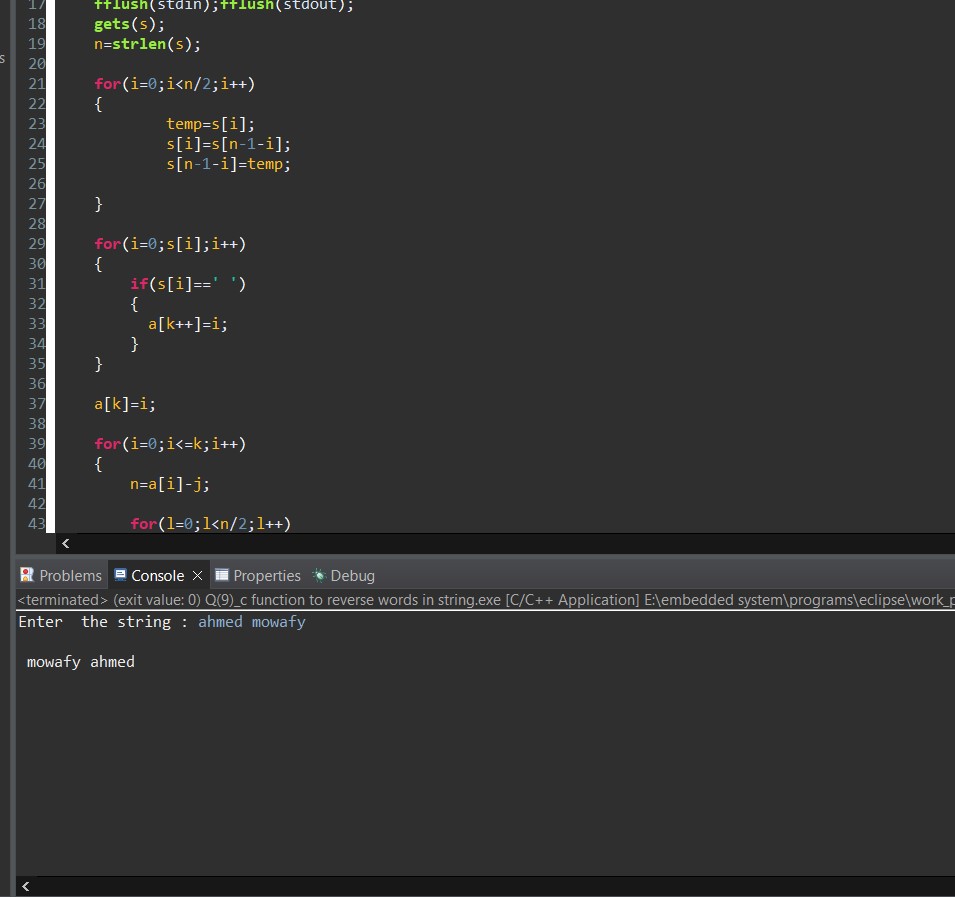 17 fflush(stdin);fflush(stdout);
18 gets(s);
19 n=strlen(s);
20
21 for(i=0;i<n/2;i++)
22 {
23 temp=s[i];
24 s[i]=s[n-1-i];
25 s[n-1-i]=temp;
26
27 }
28
29 for(i=0;s[i];i++)
30 {
31 if(s[i]==' ')
32 {
33 a[k++]=i;
34 }
35 }
36
37 a[k]=i;
38
39 for(i=0;i<=k;i++)
40 {
41 n=a[i]-j;
42
43 for(l=0;l<n/2;l++)
Problems Console Properties Debug
<terminated> (exit value: 0) Q(9)_c function to reverse words in string.exe [C/C++ Application] E:\embedded system\programs\eclipse\work_p
Enter the string : ahmed mowafy
mowafy ahmed